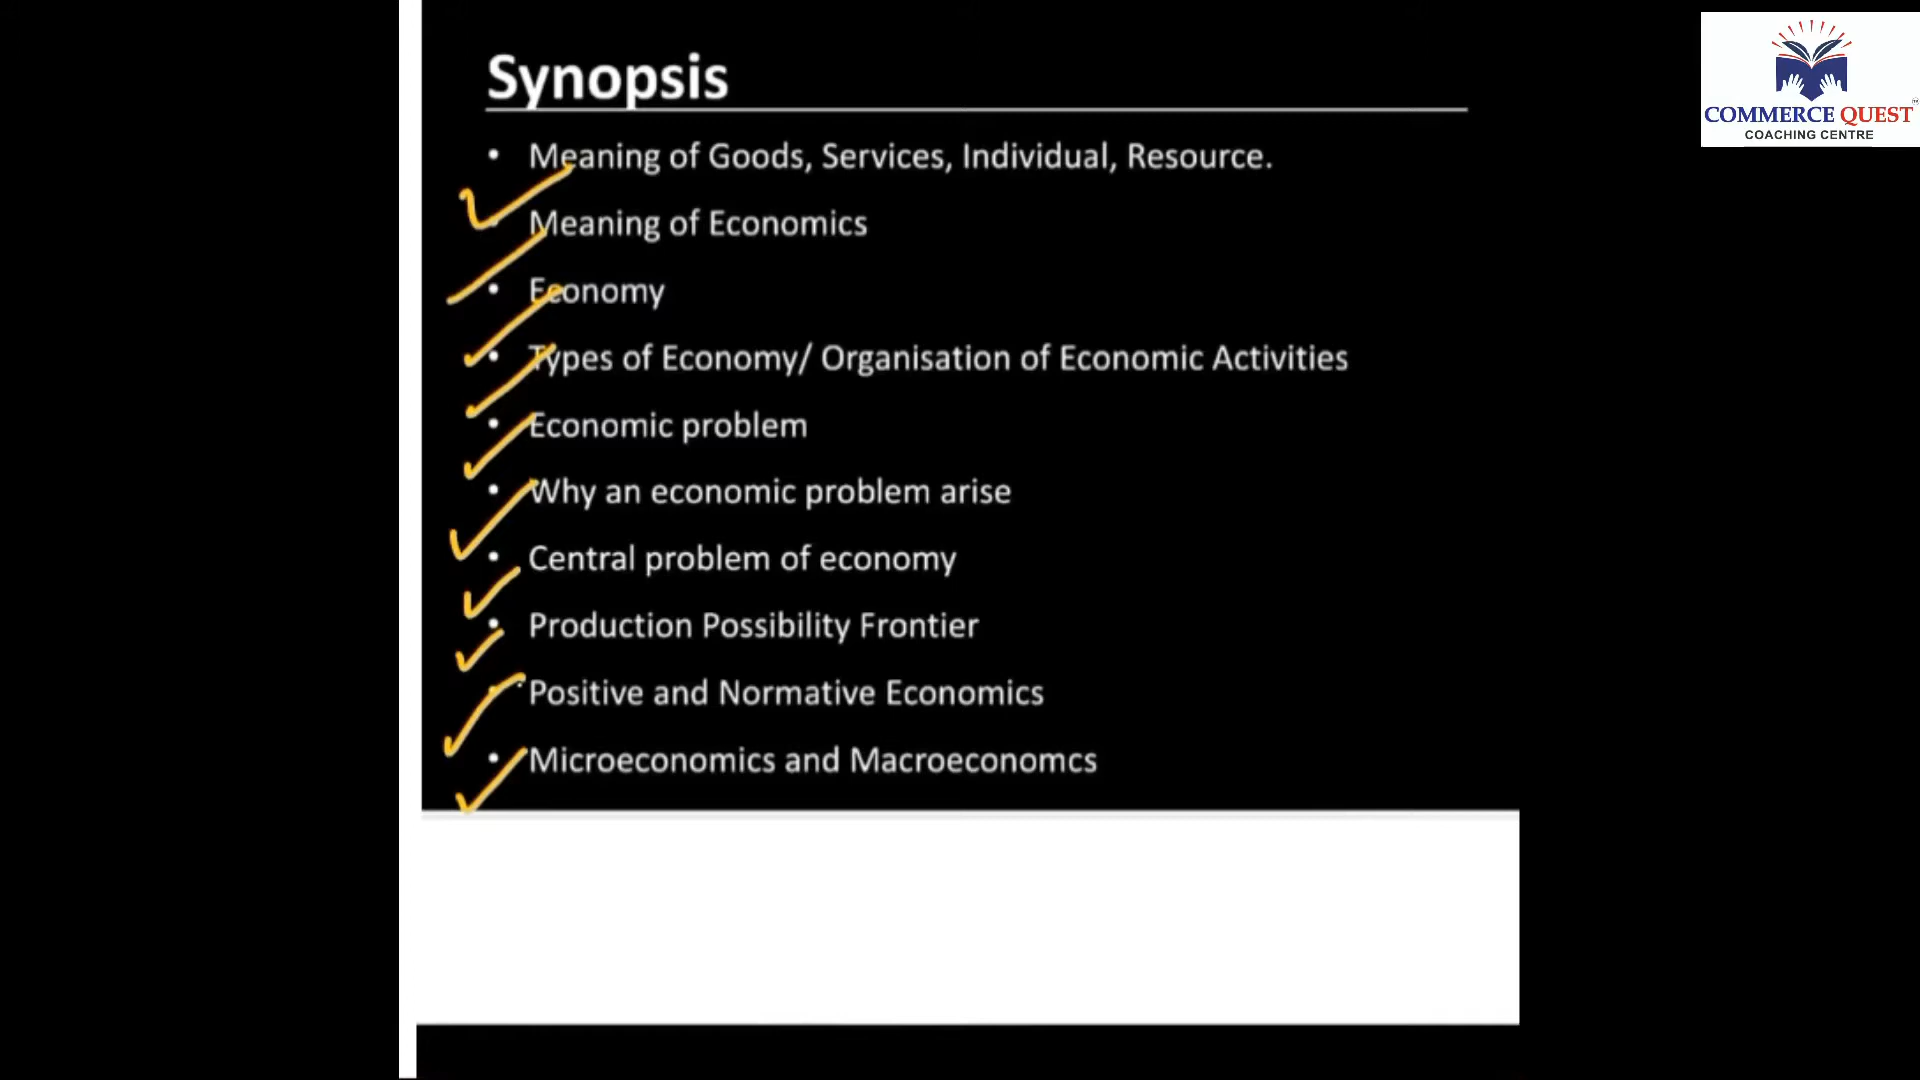 Synopsis
• Meaning of Goods, Services, Individual, Resource.
• Meaning of Economics
• Economy
• Types of Economy/ Organisation of Economic Activities
• Economic problem
• Why an economic problem arise
• Central problem of economy
• Production Possibility Frontier
• Positive and Normative Economics
• Microeconomics and Macroeconomcs
COMMERCE QUEST
COACHING CENTRE